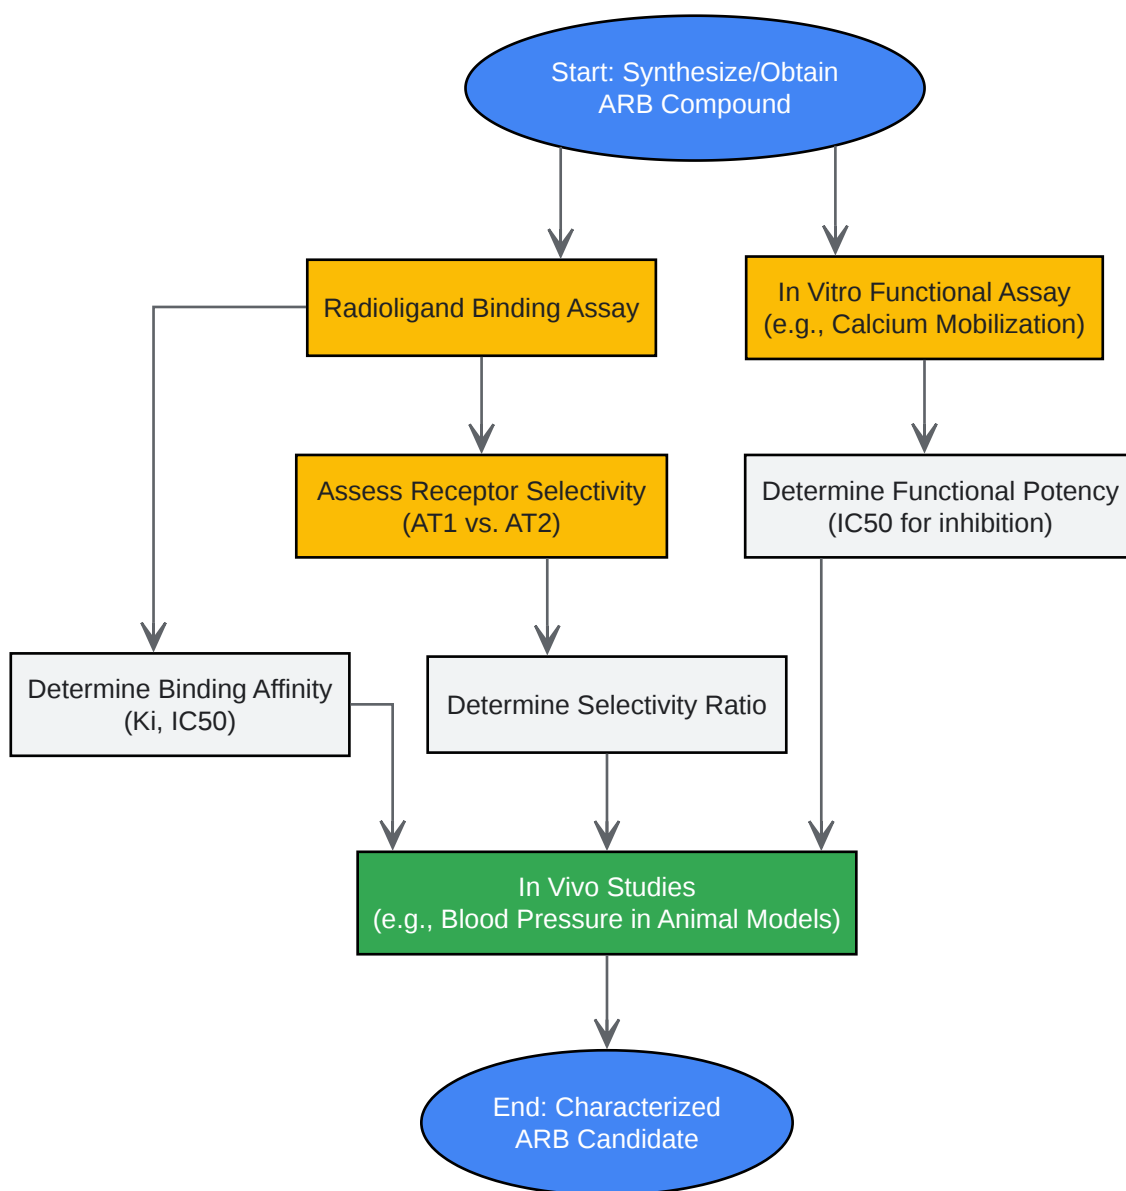 Start: Synthesize/Obtain
ARB Compound
Radioligand Binding Assay
In Vitro Functional Assay
(e.g., Calcium Mobilization)
Assess Receptor Selectivity
(AT1 vs. AT2)
Determine Functional Potency
(IC50 for inhibition)
Determine Binding Affinity
(Ki, IC50)
Determine Selectivity Ratio
In Vivo Studies
(e.g., Blood Pressure in Animal Models)
End: Characterized
ARB Candidate